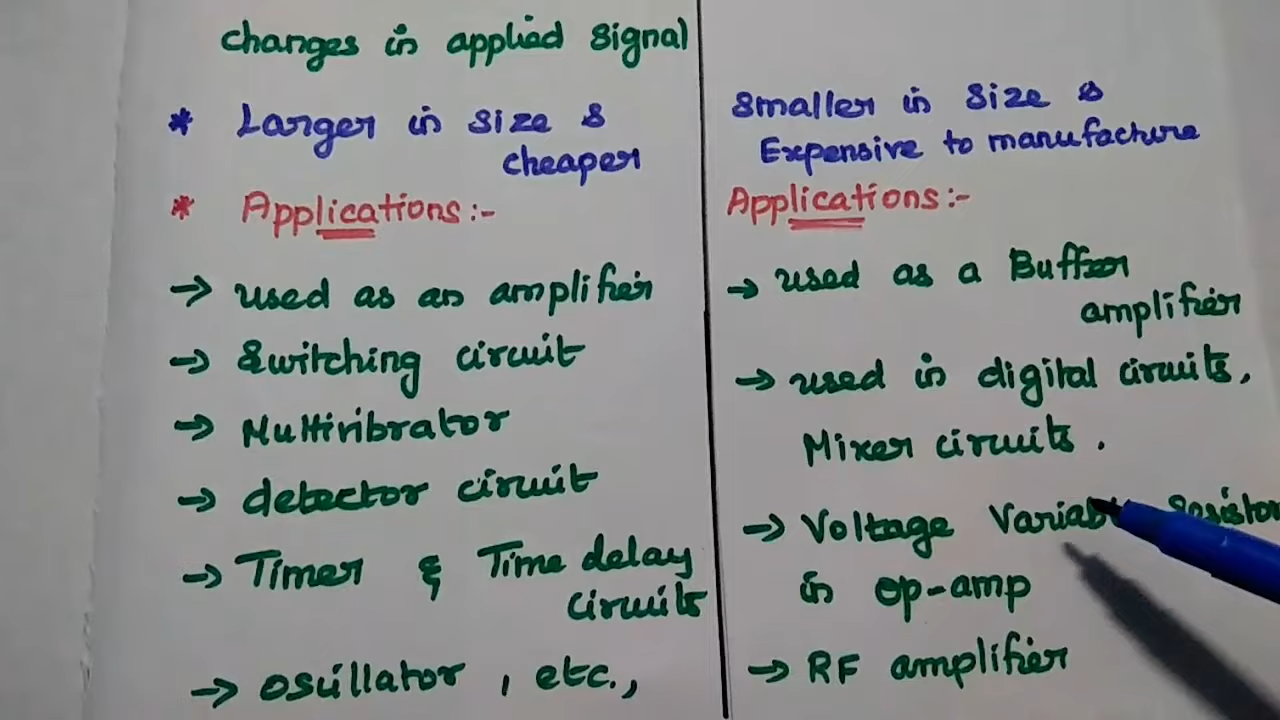 changes in applied signal
* Larger in size &
cheaper
* Applications:-
→ used as an amplifier
→ Switching circuit
→ Multivibrator
→ detector circuit
→ Timer & Time delay
circuits
→ oscillator, etc.,
Smaller in size &
Expensive to manufacture
Applications:-
→ used as a Buffer
amplifier
→ used in digital circuits,
Mixer circuits.
→ Voltage Variable resistor
in op-amp
→ RF amplifier